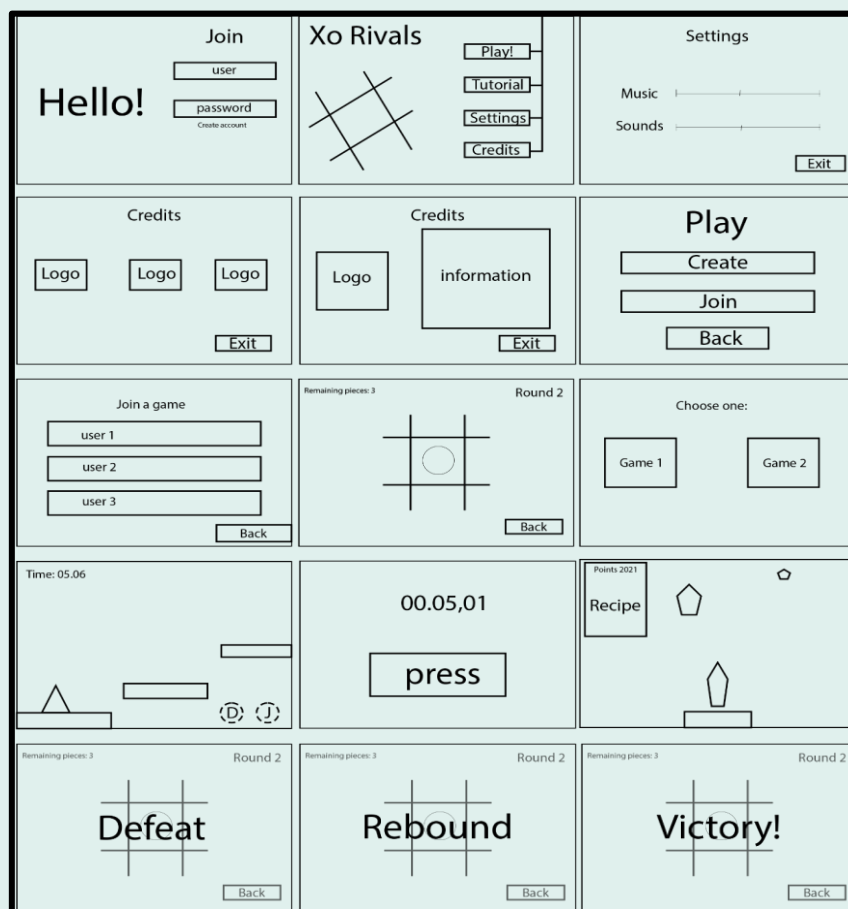 Join
user
Hello!
password
Create account
Xo Rivals
Play!
Tutorial
Settings
Credits
Settings
Music
Sounds
Exit
Credits
Logo Logo Logo
Exit
Credits
Logo
information
Exit
Play
Create
Join
Back
Join a game
user 1
user 2
user 3
Back
Remaining pieces: 3
Round 2
Back
Choose one:
Game 1
Game 2
Time: 05.06
D J
00.05,01
press
Points 2021
Recipe
Remaining pieces: 3
Round 2
Defeat
Back
Remaining pieces: 3
Round 2
Rebound
Back
Remaining pieces: 3
Round 2
Victory!
Back